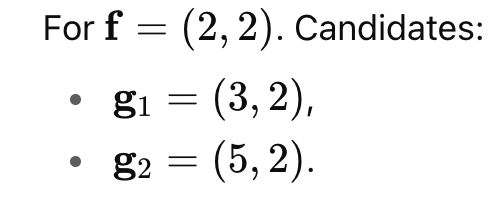 For f = (2, 2). Candidates:
• g₁ = (3, 2),
• g₂ = (5, 2).